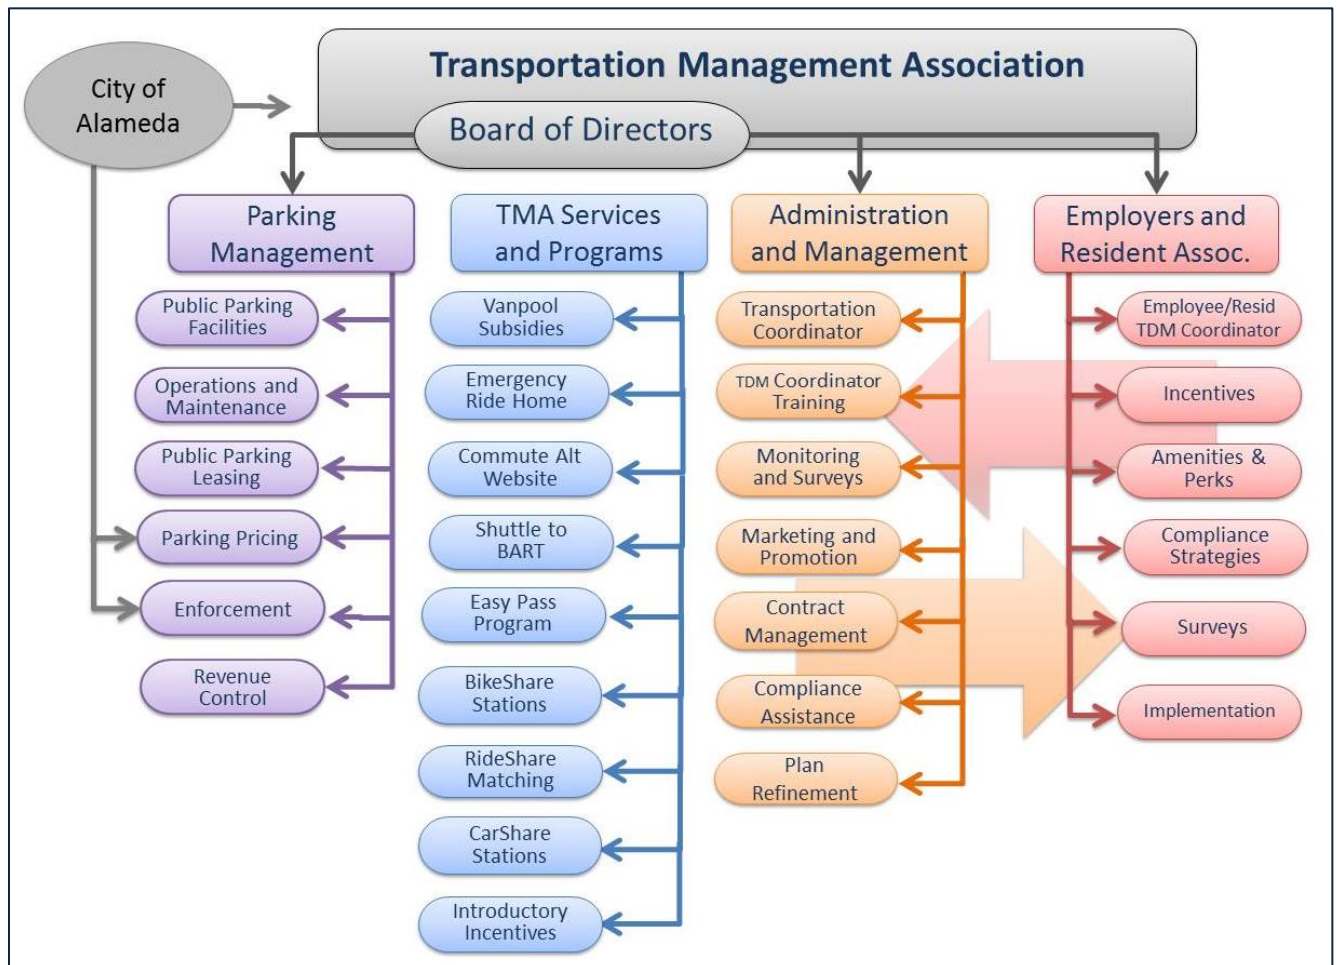 Transportation Management Association
City of
Alameda
Board of Directors
Parking
Management
Public Parking
Facilities
Operations and
Maintenance
Public Parking
Leasing
Parking Pricing
Enforcement
Revenue
Control
TMA Services
and Programs
Vanpool
Subsidies
Emergency
Ride Home
Commute Alt
Website
Shuttle to
BART
Easy Pass
Program
BikeShare
Stations
RideShare
Matching
CarShare
Stations
Introductory
Incentives
Administration
and Management
Transportation
Coordinator
TDM Coordinator
Training
Monitoring
and Surveys
Marketing and
Promotion
Contract
Management
Compliance
Assistance
Plan
Refinement
Employers and
Resident Assoc.
Employee/Resid
TDM Coordinator
Incentives
Amenities &
Perks
Compliance
Strategies
Surveys
Implementation